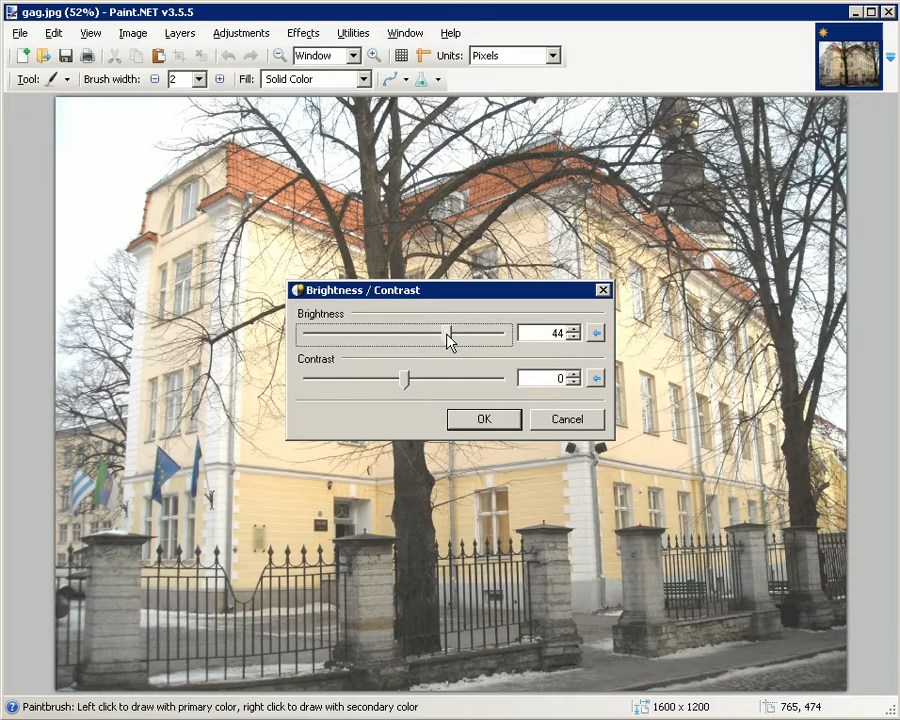 gag.jpg (52%) - Paint.NET v3.5.5
File Edit View Image Layers Adjustments Effects Utilities Window Help
Window Units: Pixels
Tool: Brush width: 2 Fill: Solid Color
Brightness / Contrast
Brightness
44
Contrast
0
OK Cancel
Paintbrush: Left click to draw with primary color, right click to draw with secondary color 1600 x 1200 765, 474